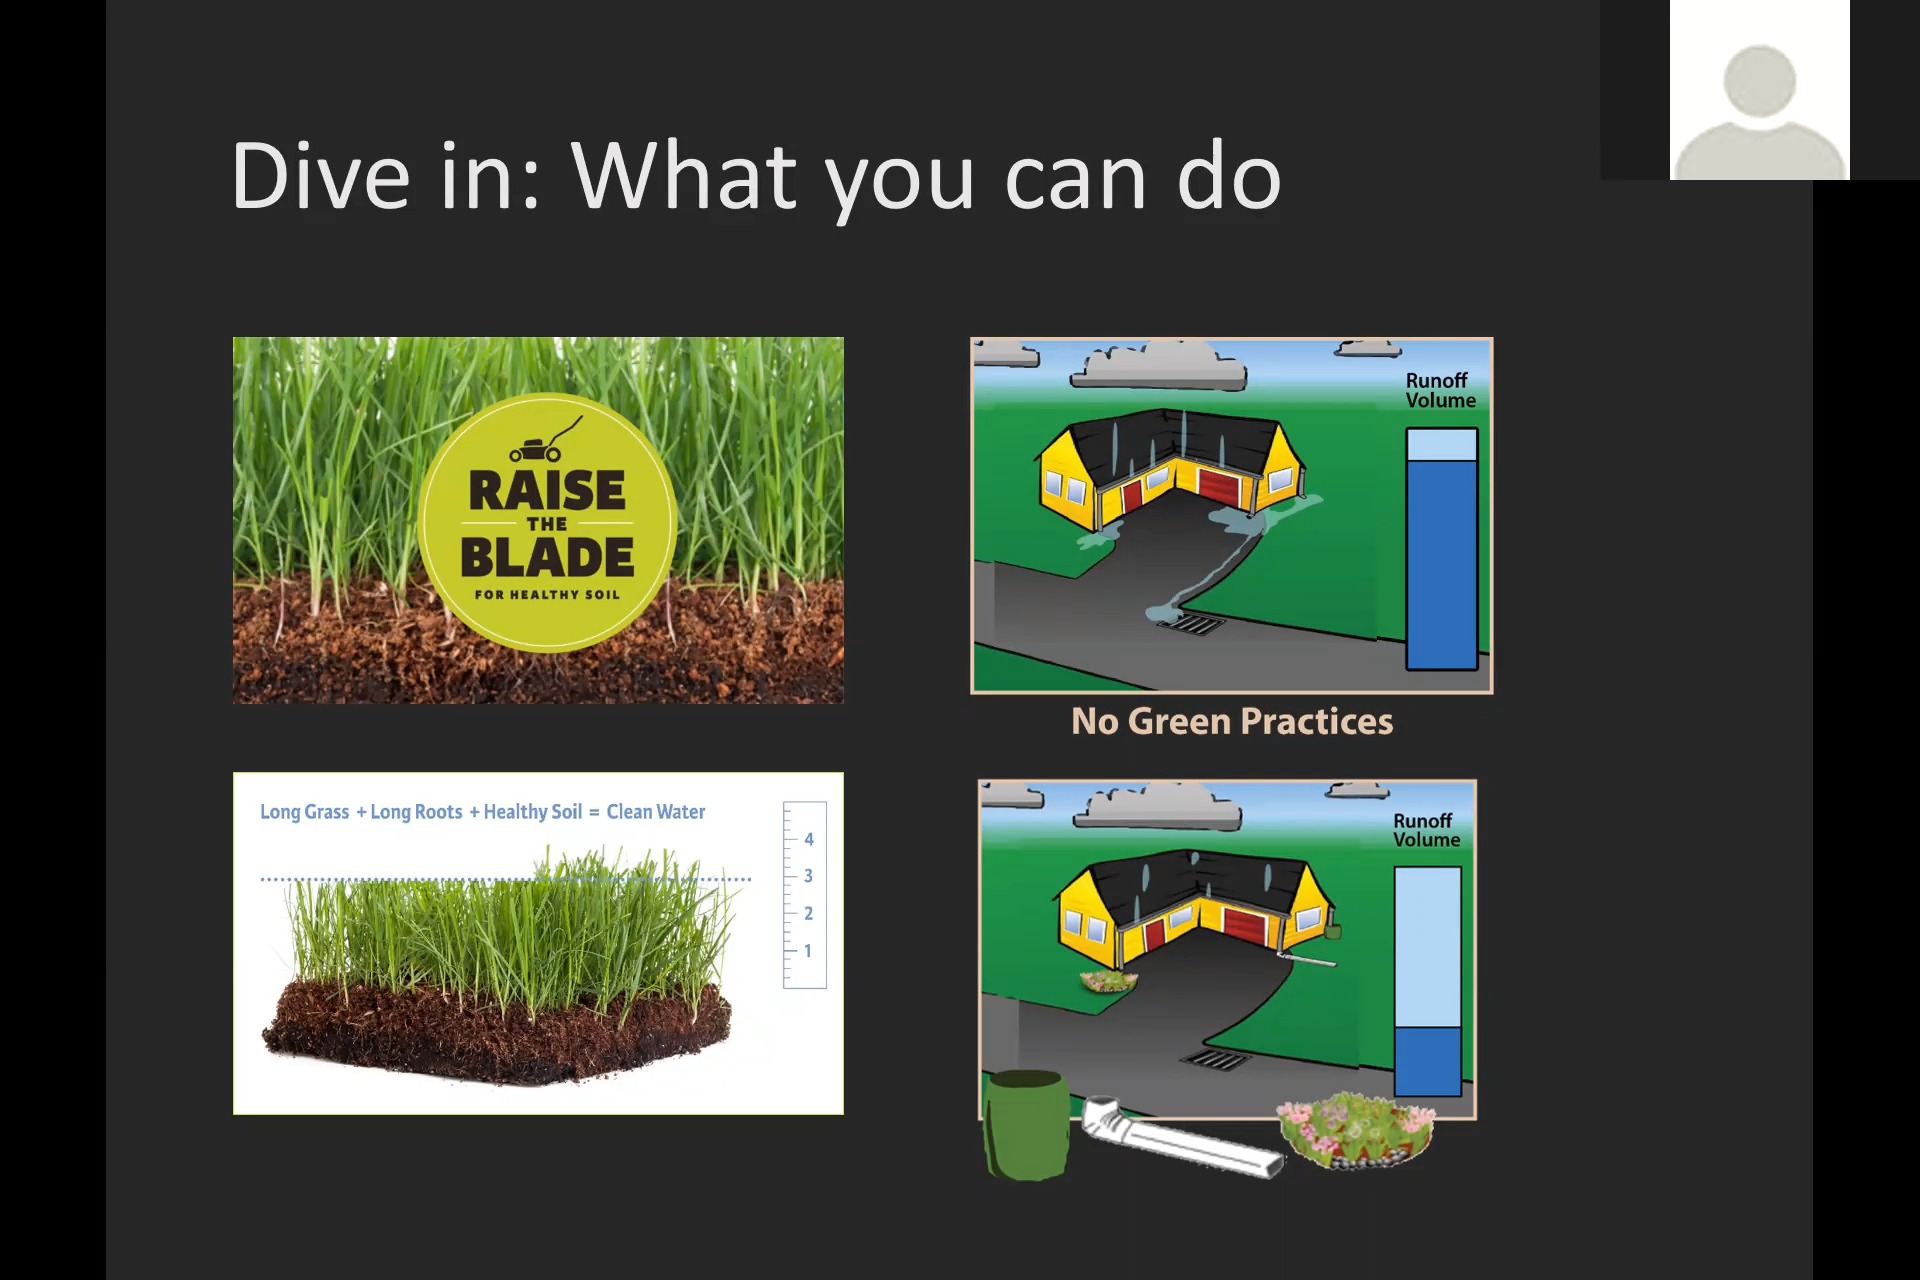 Dive in: What you can do
RAISE
THE
BLADE
FOR HEALTHY SOIL
Runoff
Volume
No Green Practices
Long Grass + Long Roots + Healthy Soil = Clean Water
4
3
2
1
Runoff
Volume